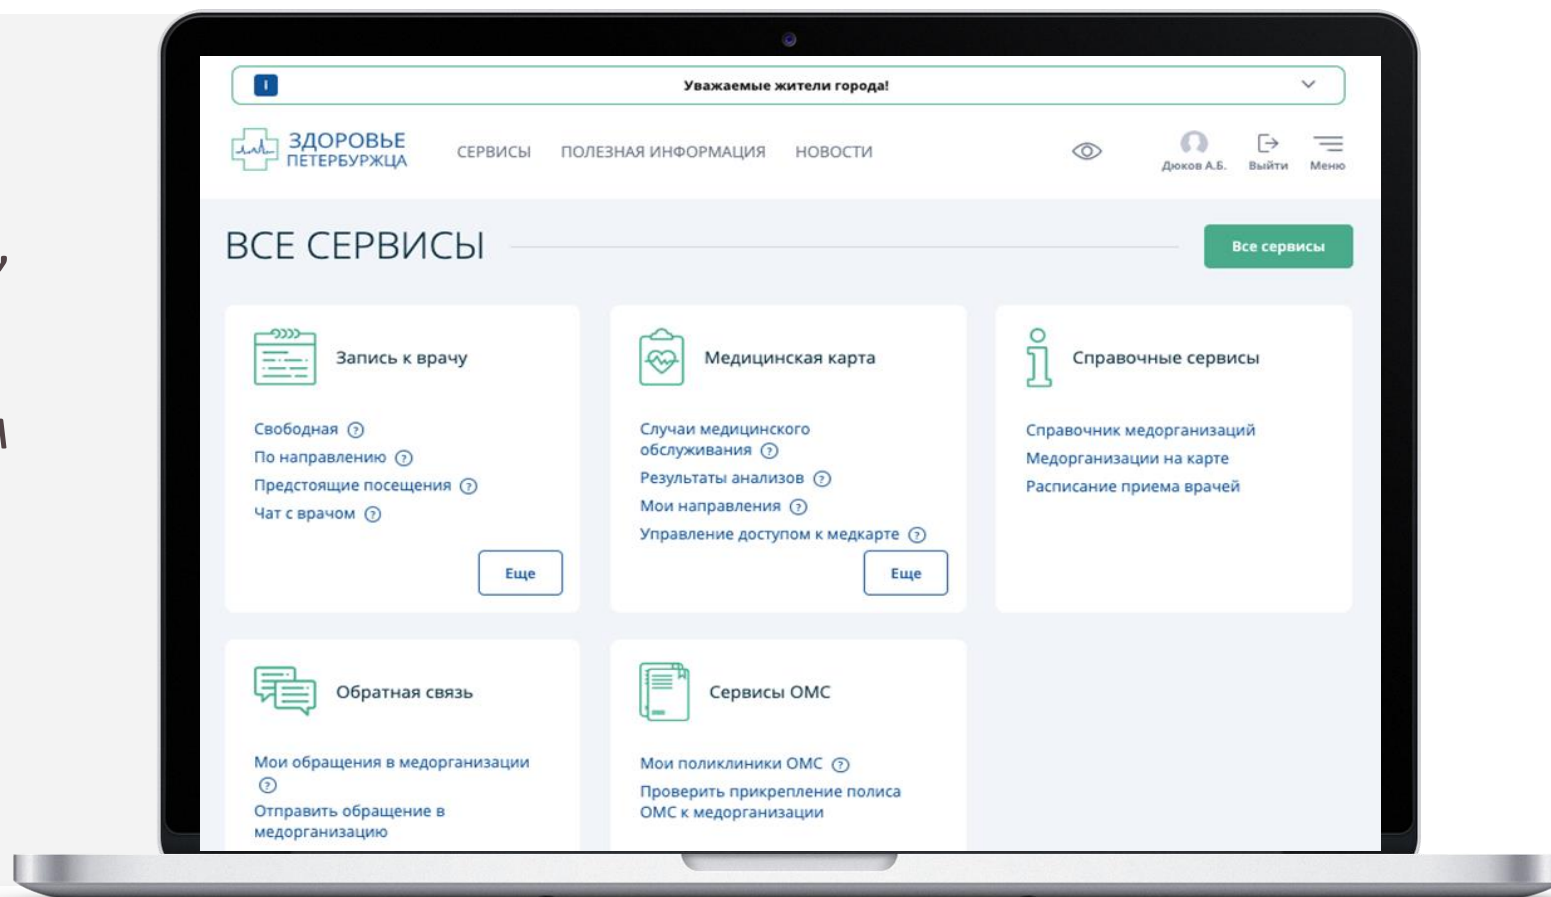 Уважаемые жители города!
ЗДОРОВЬЕ
ПЕТЕРБУРЖЦА
СЕРВИСЫ ПОЛЕЗНАЯ ИНФОРМАЦИЯ НОВОСТИ
Дюков А.Б. Выйти Меню
ВСЕ СЕРВИСЫ
Все сервисы
Запись к врачу
Свободная
По направлению
Предстоящие посещения
Чат с врачом
Еще
Медицинская карта
Случаи медицинского
обслуживания
Результаты анализов
Мои направления
Управление доступом к медкарте
Еще
Справочные сервисы
Справочник медорганизаций
Медорганизации на карте
Расписание приема врачей
Обратная связь
Мои обращения в медорганизации
Отправить обращение в
медорганизацию
Сервисы ОМС
Мои поликлиники ОМС
Проверить прикрепление полиса
ОМС к медорганизации